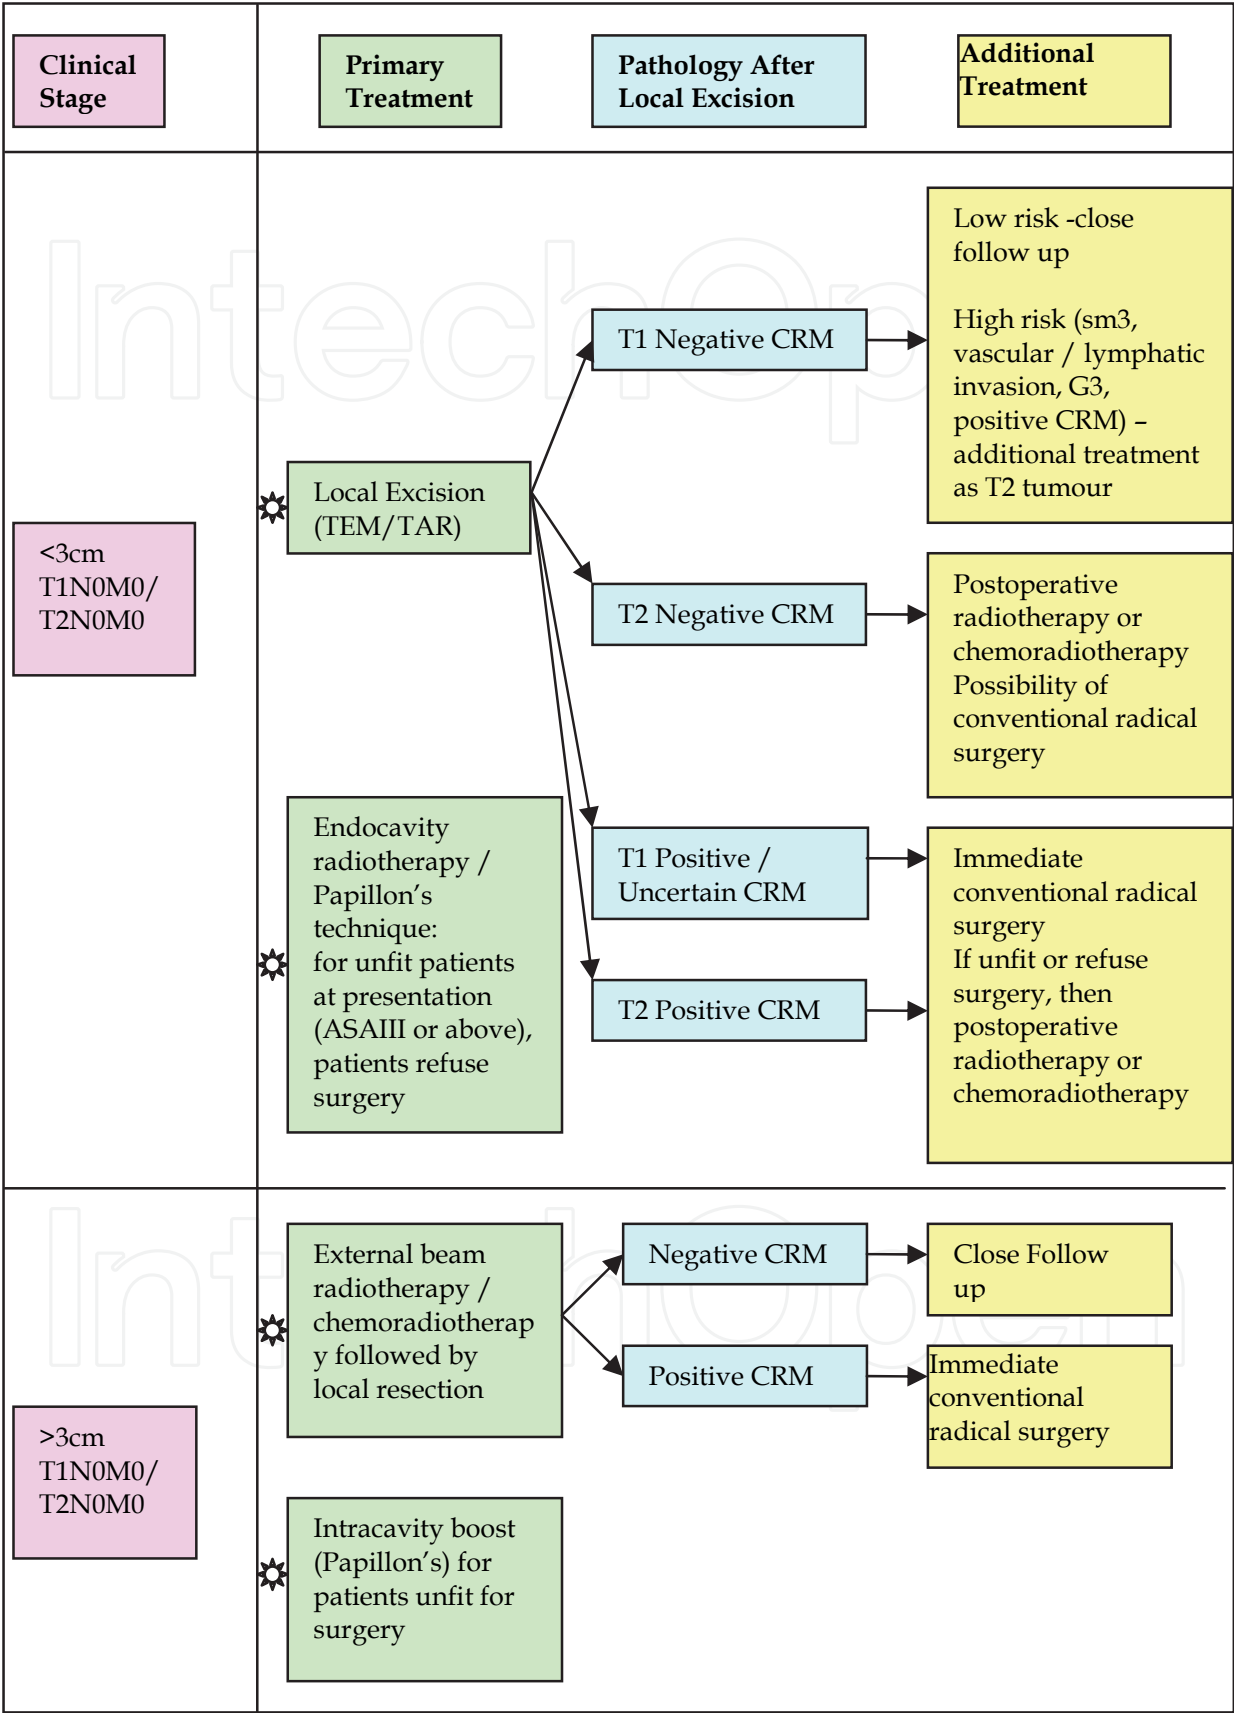 Clinical
Stage
Primary
Treatment
Pathology After
Local Excision
Additional
Treatment
<3cm
T1N0M0/
T2N0M0
Local Excision
(TEM/TAR)
T1 Negative CRM
Low risk -close
follow up
High risk (sm3,
vascular / lymphatic
invasion, G3,
positive CRM) –
additional treatment
as T2 tumour
T2 Negative CRM
Postoperative
radiotherapy or
chemoradiotherapy
Possibility of
conventional radical
surgery
Endocavity
radiotherapy /
Papillon’s
technique:
for unfit patients
at presentation
(ASAIII or above),
patients refuse
surgery
T1 Positive /
Uncertain CRM
T2 Positive CRM
Immediate
conventional radical
surgery
If unfit or refuse
surgery, then
postoperative
radiotherapy or
chemoradiotherapy
>3cm
T1N0M0/
T2N0M0
External beam
radiotherapy /
chemoradiotherap
y followed by
local resection
Negative CRM
Close Follow
up
Positive CRM
Immediate
conventional
radical surgery
Intracavity boost
(Papillon’s) for
patients unfit for
surgery
IntechOpen
IntechOpen